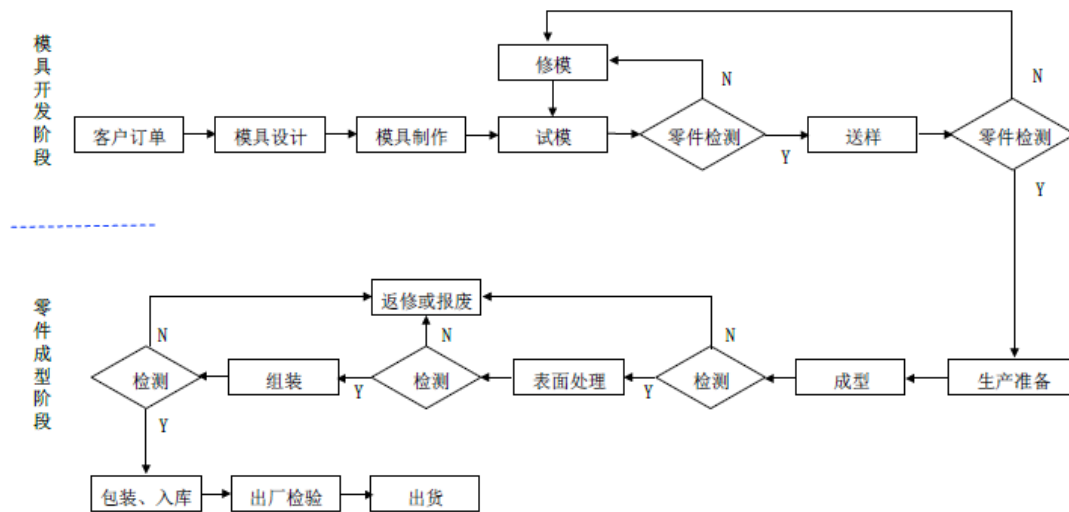 模具开发阶段
修模
N
N
客户订单
模具设计
模具制作
试模
零件检测
Y
送样
零件检测
Y
零件成型阶段
返修或报废
N
N
N
检测
组装
Y
检测
表面处理
Y
检测
成型
生产准备
Y
包装、入库
出厂检验
出货